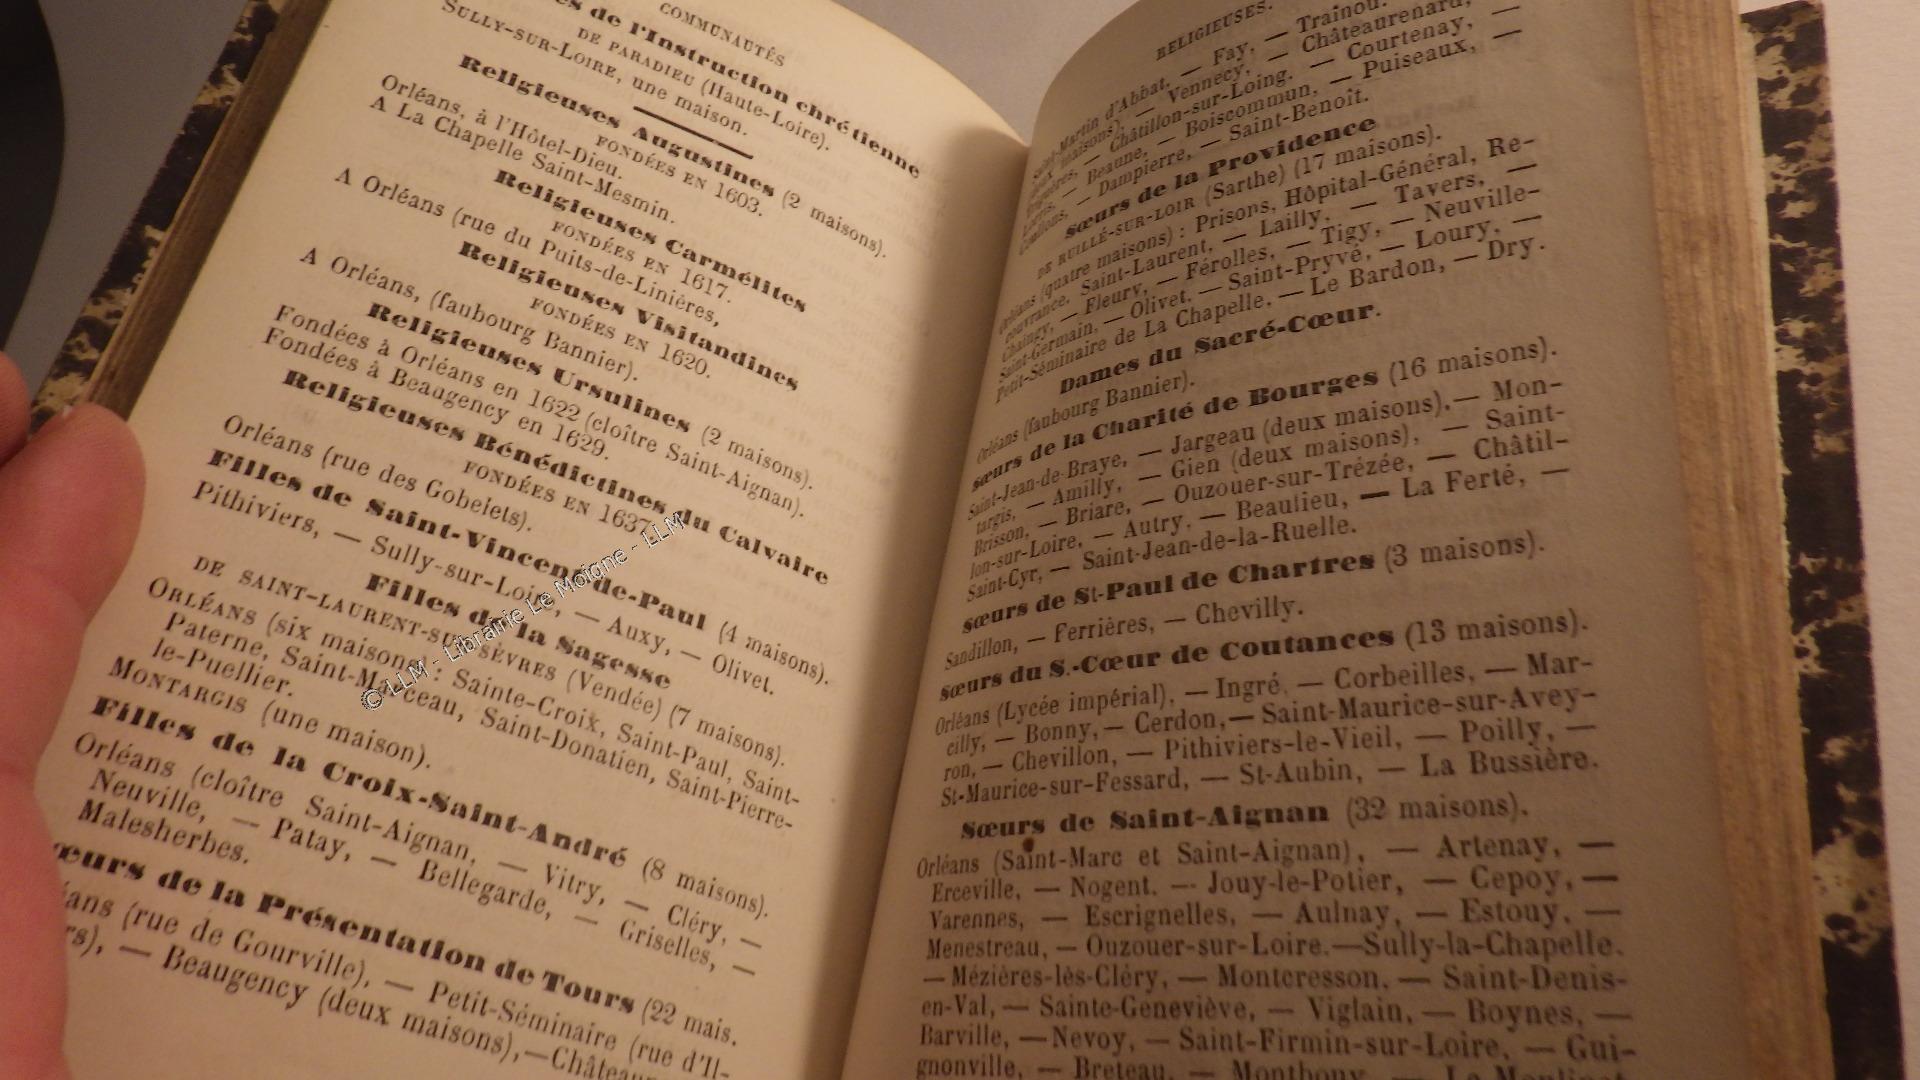 COMMUNAUTÉS
de l'Instruction chrétienne
DE PARADIEU (Haute-Loire).
SULLY-SUR-LOIRE, une maison.
Religieuses Augustines (2 maisons).
FONDÉES EN 1603.
Orléans, à l'Hôtel-Dieu.
A La Chapelle Saint-Mesmin.
Religieuses Carmélites
FONDÉES EN 1617.
A Orléans (rue du Puits-de-Linières,
Religieuses Visitandines
FONDÉES EN 1620.
A Orléans, (faubourg Bannier).
Religieuses Ursulines (2 maisons).
Fondées à Orléans en 1622 (cloître Saint-Aignan).
Fondées à Beaugency en 1629.
Religieuses Bénédictines du Calvaire
FONDÉES EN 1637.
Orléans (rue des Gobelets).
Filles de Saint-Vincent-de-Paul (4 maisons).
Pithiviers, — Sully-sur-Loire, — Auxy, — Olivet.
Filles de la Sagesse
DE SAINT-LAURENT-SUR-SÈVRES (Vendée) (7 maisons).
ORLÉANS (six maisons) : Sainte-Croix, Saint-Paul, Saint-
Paterne, Saint-Marceau, Saint-Donatien, Saint-Pierre-
le-Puellier.
MONTARGIS (une maison).
Filles de la Croix-Saint-André (8 maisons).
Orléans (cloître Saint-Aignan, — Vitry, — Cléry, —
Neuville, — Patay, — Bellegarde, — Griselles, —
Malesherbes.
œurs de la Présentation de Tours (22 mais.
ans (rue de Gourville), — Petit-Séminaire (rue d'Il-
rs), — Beaugency (deux maisons),—Château
© LLM - Librairie Le Moigne - LLM
RELIGIEUSES.
Saint-Martin d'Abbat, — Fay, — Traînou.
maisons), — Vennecy, — Châteaurenard,
— Châtillon-sur-Loing. — Courtenay, —
— Beaune, — Boiscommun, — Puiseaux, —
— Dampierre, — Saint-Benoît.
Sœurs de la Providence
DE RUILLÉ-SUR-LOIR (Sarthe) (17 maisons).
Orléans (quatre maisons) : Prisons, Hôpital-Général, Re-
couvrance, Saint-Laurent, — Lailly, — Tavers, —
Chaingy, — Fleury, — Férolles, — Tigy, — Neuville-
Saint-Germain, — Olivet. — Saint-Pryvé, — Loury, —
Petit-Séminaire de La Chapelle. — Le Bardon, — Dry.
Dames du Sacré-Cœur.
Orléans (faubourg Bannier).
Sœurs de la Charité de Bourges (16 maisons).
Saint-Jean-de-Braye, — Jargeau (deux maisons), — Mon-
targis, — Amilly, — Gien (deux maisons), — Saint-
Brisson, — Briare, — Ouzouer-sur-Trézée, — Châtil-
lon-sur-Loire, — Autry, — Beaulieu, — La Ferté, —
Saint-Cyr, — Saint-Jean-de-la-Ruelle.
Sœurs de St-Paul de Chartres (3 maisons).
Sandillon, — Ferrières, — Chevilly.
Sœurs du S.-Cœur de Coutances (13 maisons).
Orléans (Lycée impérial), — Ingré, — Corbeilles, — Mar-
cilly, — Bonny, — Cerdon,— Saint-Maurice-sur-Avey-
ron, — Chevillon, — Pithiviers-le-Vieil, — Poilly, —
St-Maurice-sur-Fessard, — St-Aubin, — La Bussière.
Sœurs de Saint-Aignan (32 maisons).
Orléans (Saint-Marc et Saint-Aignan), — Artenay, —
Erceville, — Nogent. — Jouy-le-Potier, — Cepoy, —
Varennes, — Escrignelles, — Aulnay, — Estouy, —
Menestreau, — Ouzouer-sur-Loire.—Sully-la-Chapelle.
— Mézières-lès-Cléry, — Montcresson, — Saint-Denis-
en-Val, — Sainte-Geneviève, — Viglain, — Boynes, —
Barville, —Nevoy, — Saint-Firmin-sur-Loire, — Gui-
gnonville, — Breteau, — Montbouy, — Le Moulinet